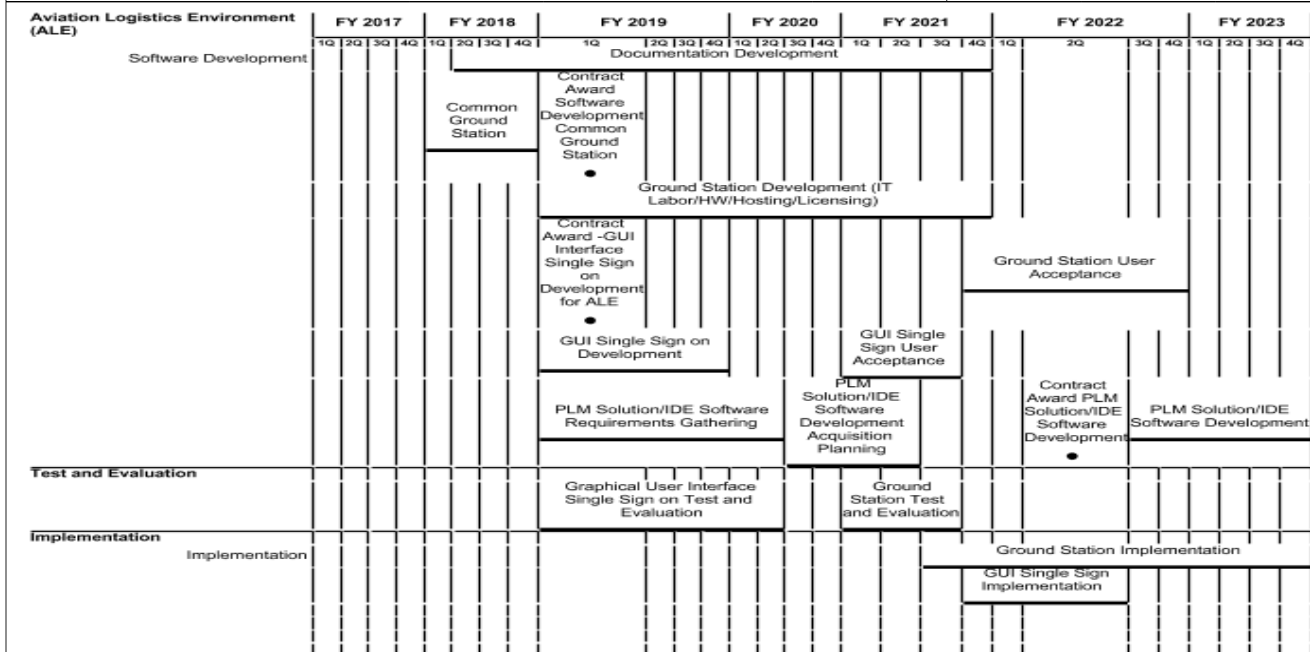 Aviation Logistics Environment
(ALE)
FY 2017 FY 2018 FY 2019 FY 2020 FY 2021 FY 2022 FY 2023
1Q 2Q 3Q 4Q 1Q 2Q 3Q 4Q 1Q 2Q 3Q 4Q 1Q 2Q 3Q 4Q 1Q 2Q 3Q 4Q 1Q 2Q 3Q 4Q 1Q 2Q 3Q 4Q
Software Development
Documentation Development
Common
Ground
Station
Contract
Award
Software
Development
Common
Ground
Station
Ground Station Development (IT
Labor/HW/Hosting/Licensing)
Contract
Award -GUI
Interface
Single Sign
on
Development
for ALE
Ground Station User
Acceptance
GUI Single Sign on
Development
GUI Single
Sign User
Acceptance
PLM Solution/IDE Software
Requirements Gathering
PLM
Solution/IDE
Software
Development
Acquisition
Planning
Contract
Award PLM
Solution/IDE
Software
Development
PLM Solution/IDE
Software Development
Test and Evaluation
Graphical User Interface
Single Sign on Test and
Evaluation
Ground
Station Test
and Evaluation
Implementation
Implementation
Ground Station Implementation
GUI Single Sign
Implementation